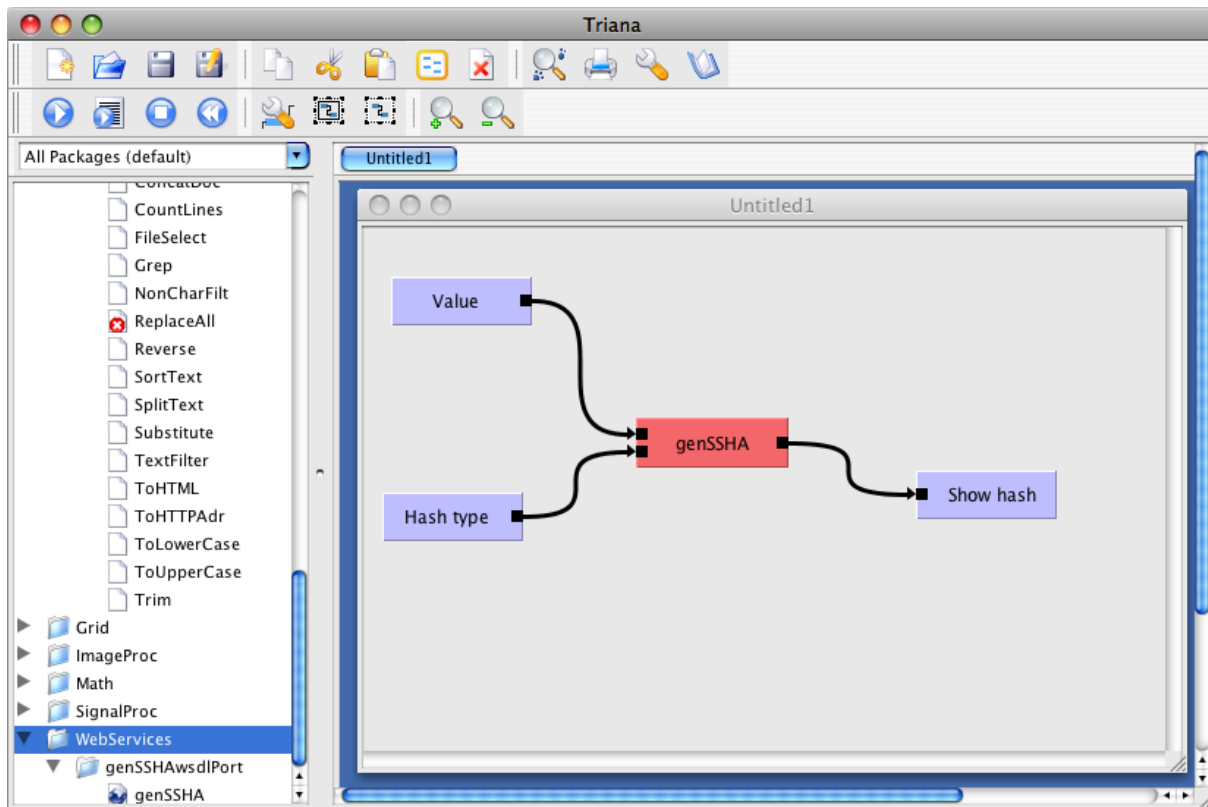 Triana
All Packages (default)
Untitled1
ConcatDoc
CountLines
FileSelect
Grep
NonCharFilt
ReplaceAll
Reverse
SortText
SplitText
Substitute
TextFilter
ToHTML
ToHTTPAdr
ToLowerCase
ToUpperCase
Trim
Grid
ImageProc
Math
SignalProc
WebServices
genSSHAwsdlPort
genSSHA
Untitled1
Value
genSSHA
Hash type
Show hash